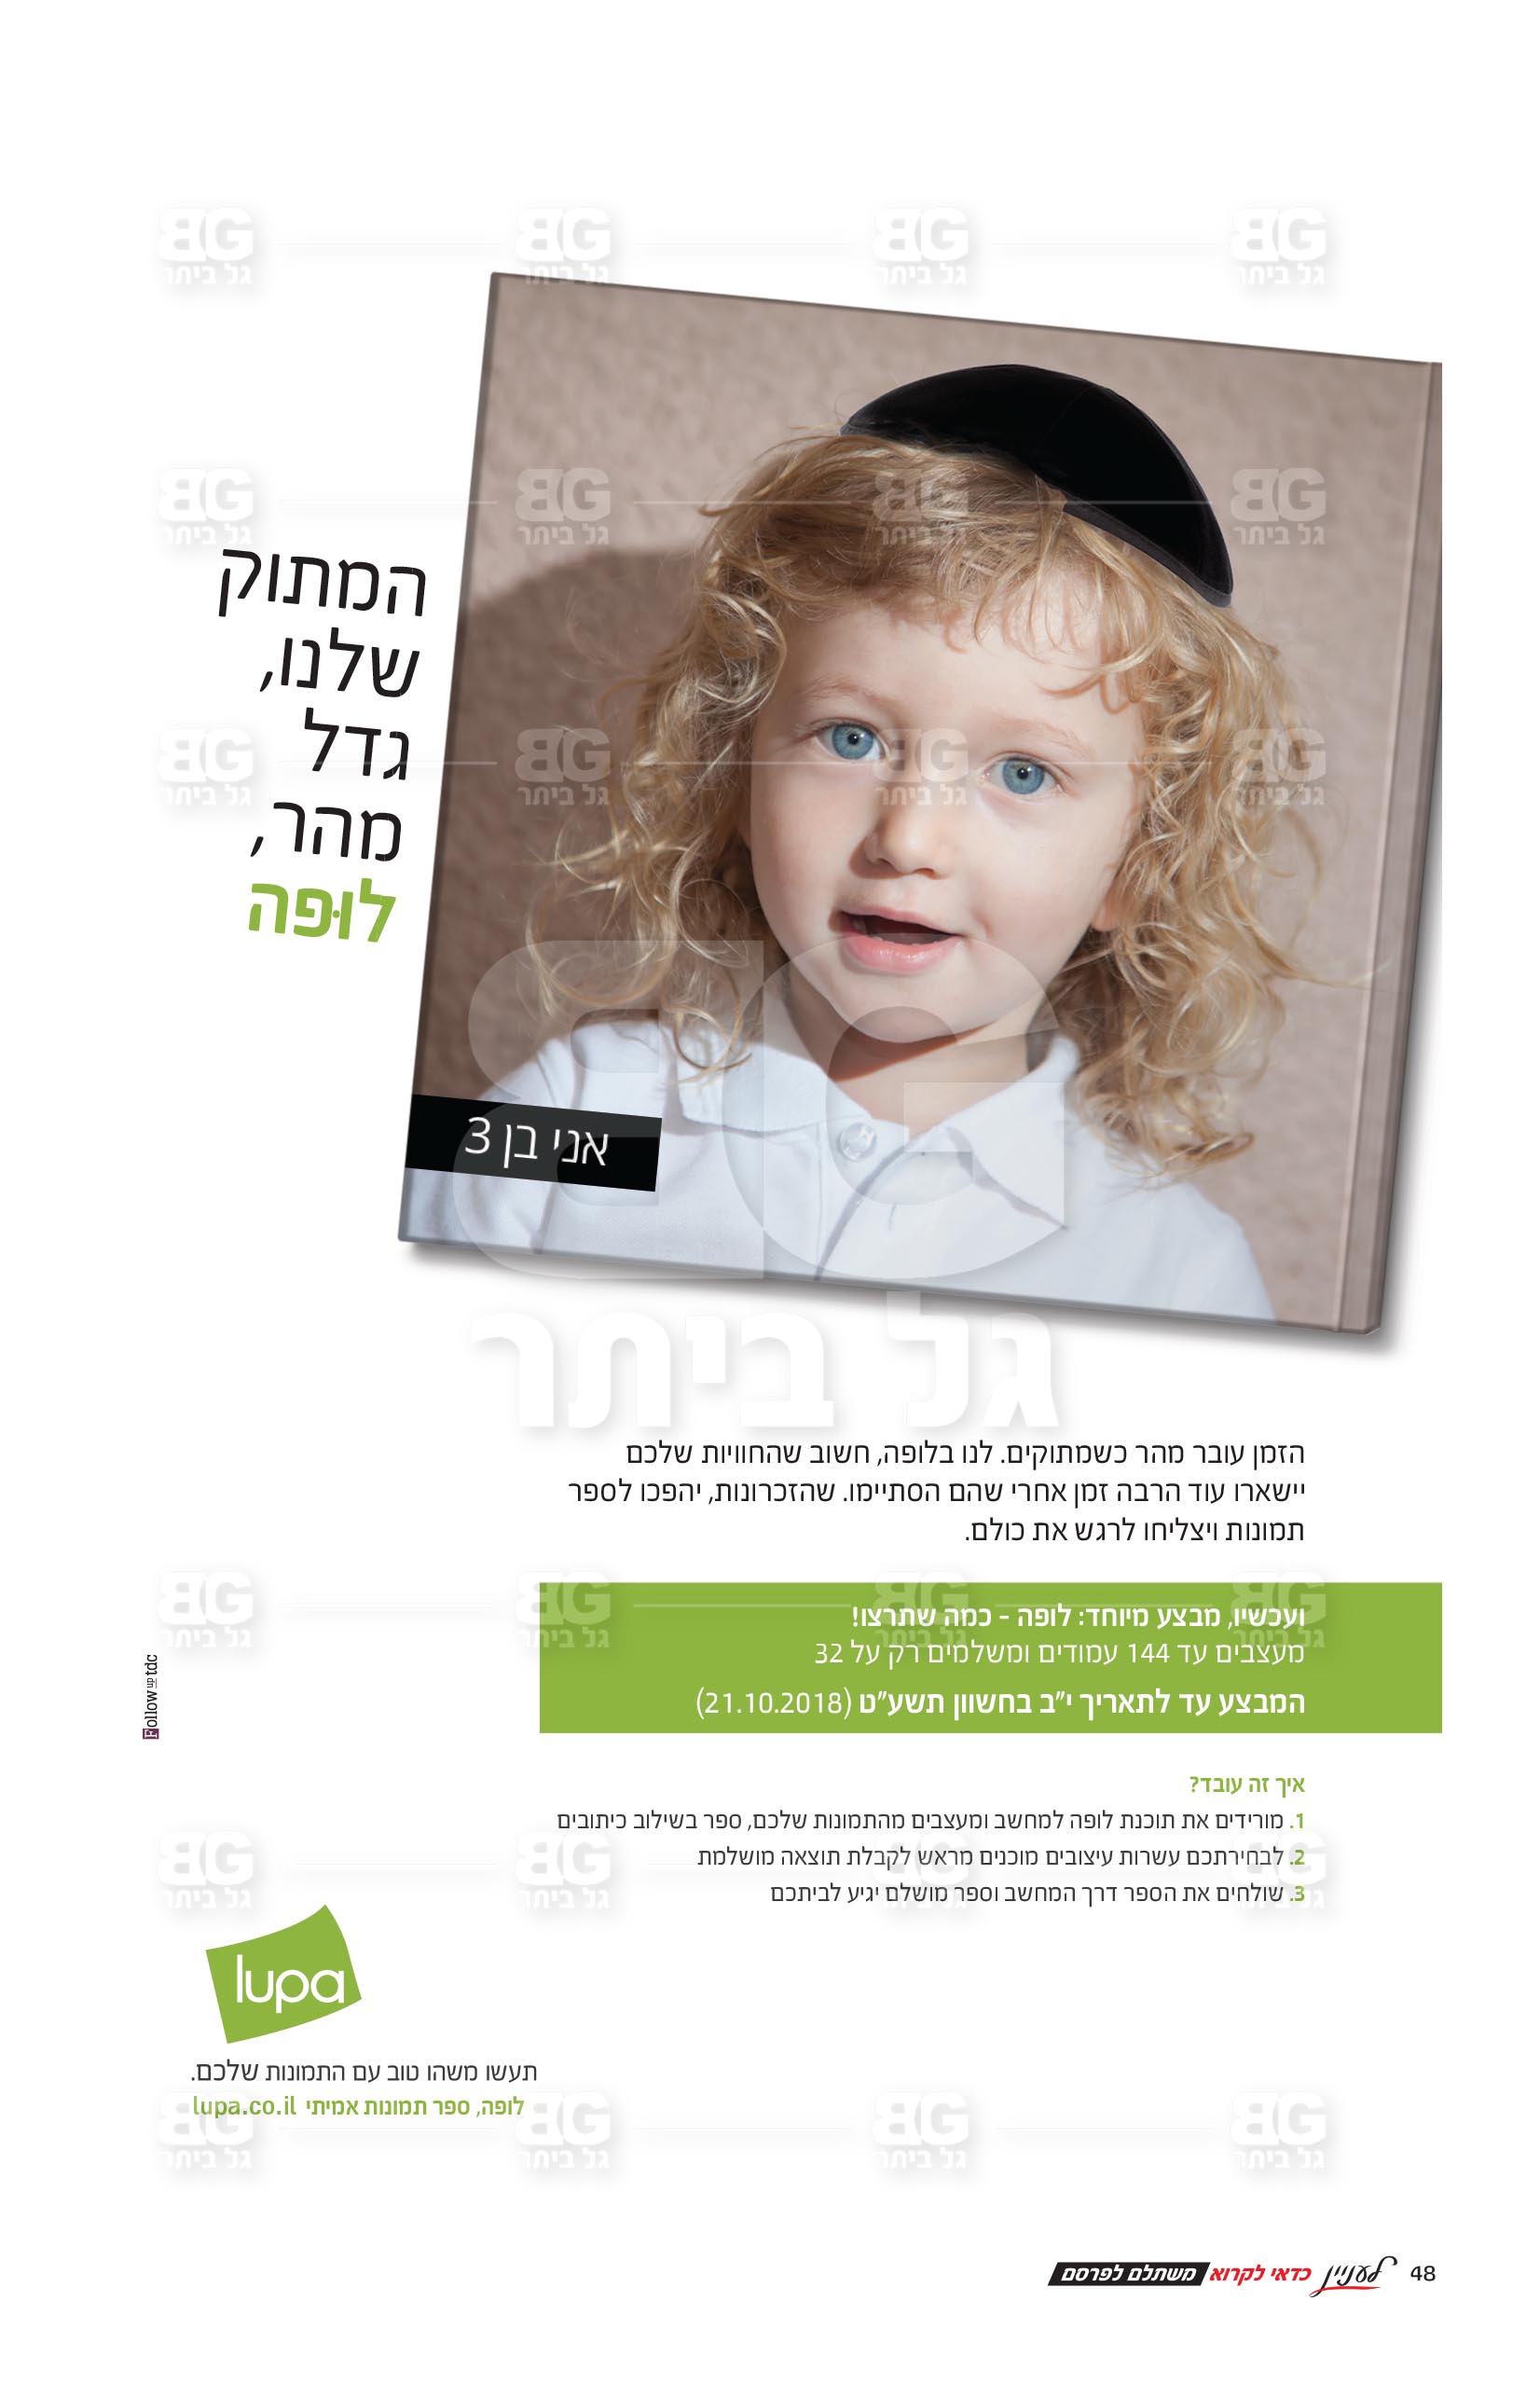 המתוק
שלנו,
גדל
מהר,
לופה
אני בן 3
הזמן עובר מהר כשמתוקים. לנו בלופה, חשוב שהחוויות שלכם
יישארו עוד הרבה זמן אחרי שהם הסתיימו. שהזכרונות, יהפכו לספר
תמונות ויצליחו לרגש את כולם.
ועכשיו, מבצע מיוחד: לופה - כמה שתרצו!
מעצבים עד 144 עמודים ומשלמים רק על 32
המבצע עד לתאריך י"ב בחשוון תשע"ט (21.10.2018)
איך זה עובד?
1. מורידים את תוכנת לופה למחשב ומעצבים מהתמונות שלכם, ספר בשילוב כיתובים
2. לבחירתכם עשרות עיצובים מוכנים מראש לקבלת תוצאה מושלמת
3. שולחים את הספר דרך המחשב וספר מושלם יגיע לביתכם
Follow up tdc
lupa
תעשו משהו טוב עם התמונות שלכם.
לופה, ספר תמונות אמיתי lupa.co.il
48 לעניין כדאי לקרוא משתלם לפרסם
BG
גל ביתר